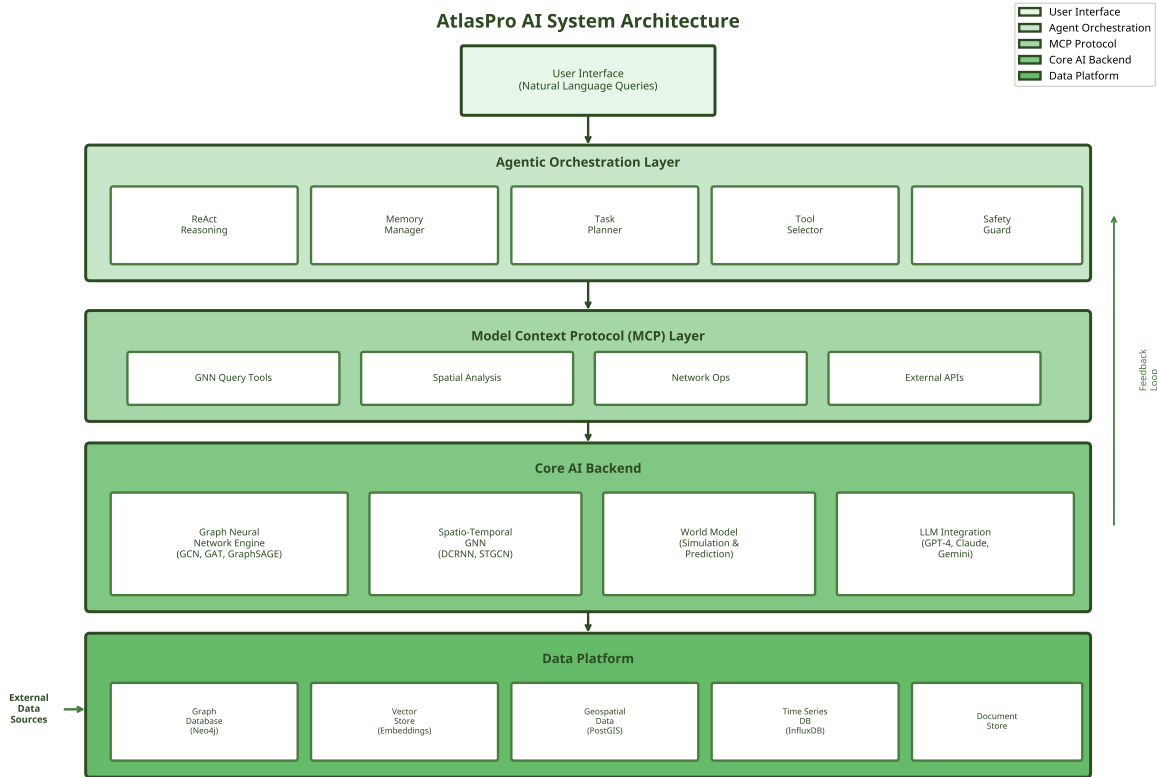 AtlasPro AI System Architecture
User Interface
Agent Orchestration
MCP Protocol
Core AI Backend
Data Platform
User Interface
(Natural Language Queries)
Agentic Orchestration Layer
ReAct
Reasoning
Memory
Manager
Task
Planner
Tool
Selector
Safety
Guard
Model Context Protocol (MCP) Layer
GNN Query Tools
Spatial Analysis
Network Ops
External APIs
Feedback
Loop
Core AI Backend
Graph Neural
Network Engine
(GCN, GAT, GraphSAGE)
Spatio-Temporal
GNN
(DCRNN, STGCN)
World Model
(Simulation &
Prediction)
LLM Integration
(GPT-4, Claude,
Gemini)
Data Platform
External
Data
Sources
Graph
Database
(Neo4j)
Vector
Store
(Embeddings)
Geospatial
Data
(PostGIS)
Time Series
DB
(InfluxDB)
Document
Store